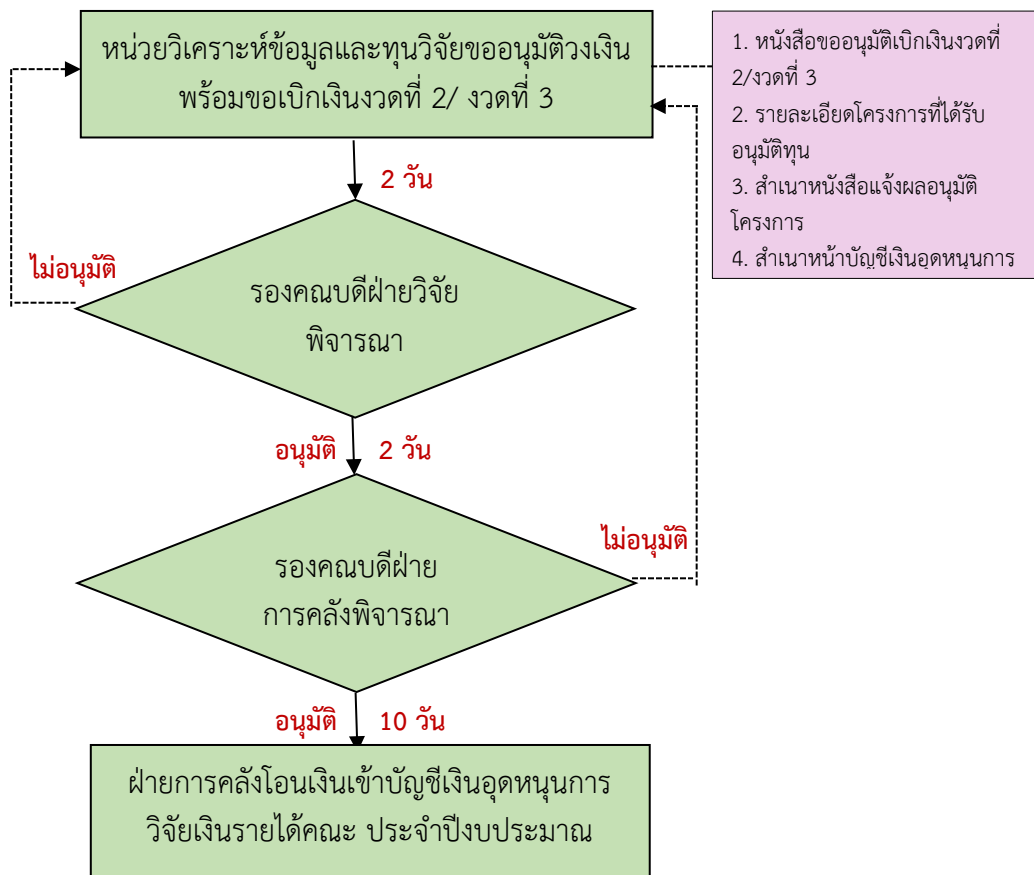 หน่วยวิเคราะห์ข้อมูลและทุนวิจัยขออนุมัติวงเงิน
พร้อมขอเบิกเงินงวดที่ 2/ งวดที่ 3
1. หนังสือขออนุมัติเบิกเงินงวดที่
2/งวดที่ 3
2. รายละเอียดโครงการที่ได้รับ
อนุมัติทุน
3. สำเนาหนังสือแจ้งผลอนุมัติ
โครงการ
4. สำเนาหน้าบัญชีเงินอุดหนุนการ
2 วัน
ไม่อนุมัติ
รองคณบดีฝ่ายวิจัย
พิจารณา
อนุมัติ 2 วัน
ไม่อนุมัติ
รองคณบดีฝ่าย
การคลังพิจารณา
อนุมัติ 10 วัน
ฝ่ายการคลังโอนเงินเข้าบัญชีเงินอุดหนุนการ
วิจัยเงินรายได้คณะ ประจำปีงบประมาณ